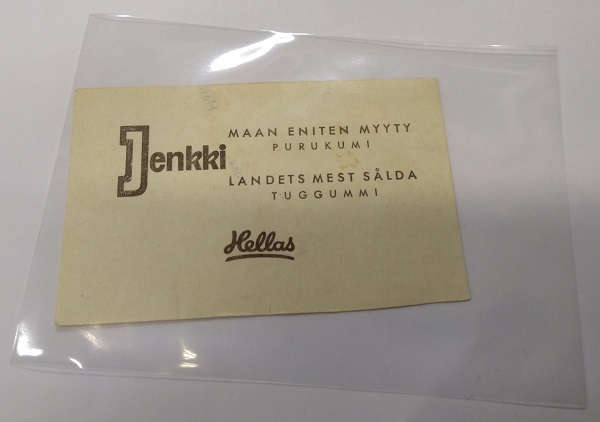 Jenkki
MAAN ENITEN MYYTY
PURUKUMI
LANDETS MEST SÅLDA
TUGGUMMI
Hellas